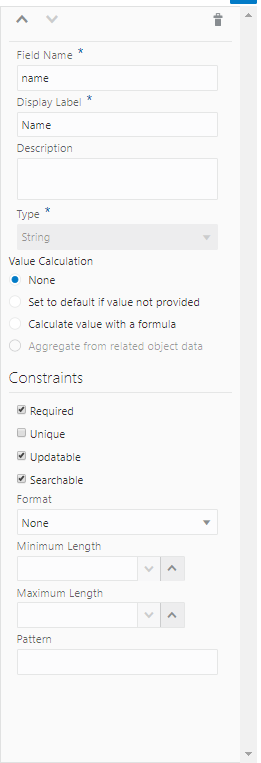 Field Name *
name
Display Label *
Name
Description
Type *
String
Value Calculation
None
Set to default if value not provided
Calculate value with a formula
Aggregate from related object data
Constraints
Required
Unique
Updatable
Searchable
Format
None
Minimum Length
Maximum Length
Pattern